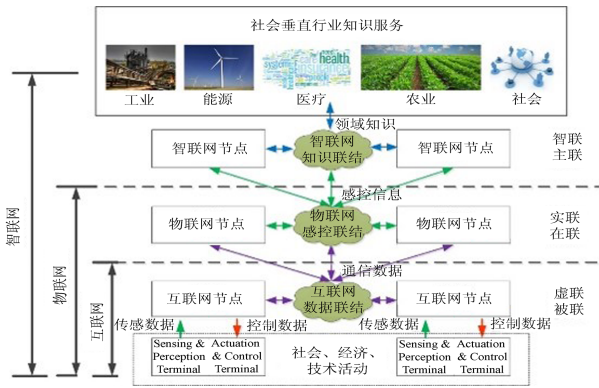 社会垂直行业知识服务
care health
insurance
工业
能源
医疗
农业
社会
领域知识
智联网节点
智联网
知识联结
智联网节点
智联
主联
感控信息
物联网节点
物联网
感控联结
物联网节点
实联
在联
通信数据
互联网节点
互联网
数据联结
互联网节点
虚联
被联
传感数据
控制数据
传感数据
控制数据
Sensing &
Perception
Terminal
Actuation
& Control
Terminal
社会、经济、
技术活动
Sensing &
Perception
Terminal
Actuation
& Control
Terminal
智联网
物联网
互联网